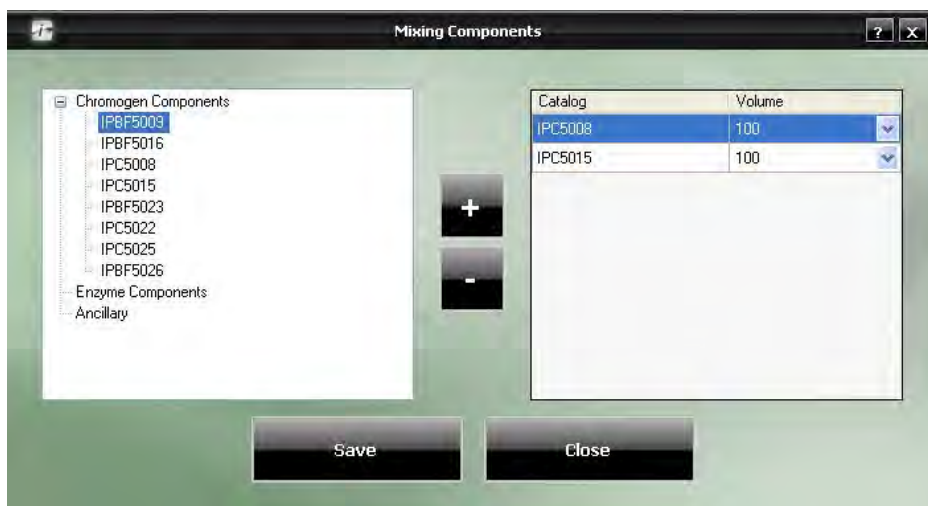 Mixing Components
? X
Chromogen Components
IPBF5009
IPBF5016
IPC5008
IPC5015
IPBF5023
IPC5022
IPC5025
IPBF5026
Enzyme Components
Ancillary
+
-
Catalog Volume
IPC5008 100
IPC5015 100
Save Close